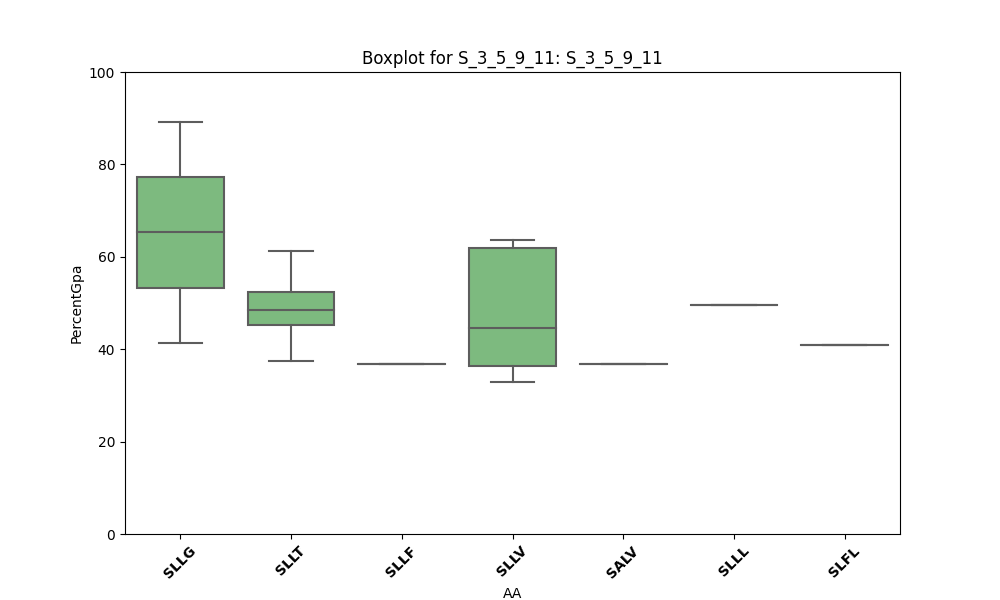 Boxplot for S_3_5_9_11: S_3_5_9_11
100
80
60
40
20
0
PercentGpa
SLLG
SLLT
SLLF
SLLV
SALV
SLLL
SLFL
AA